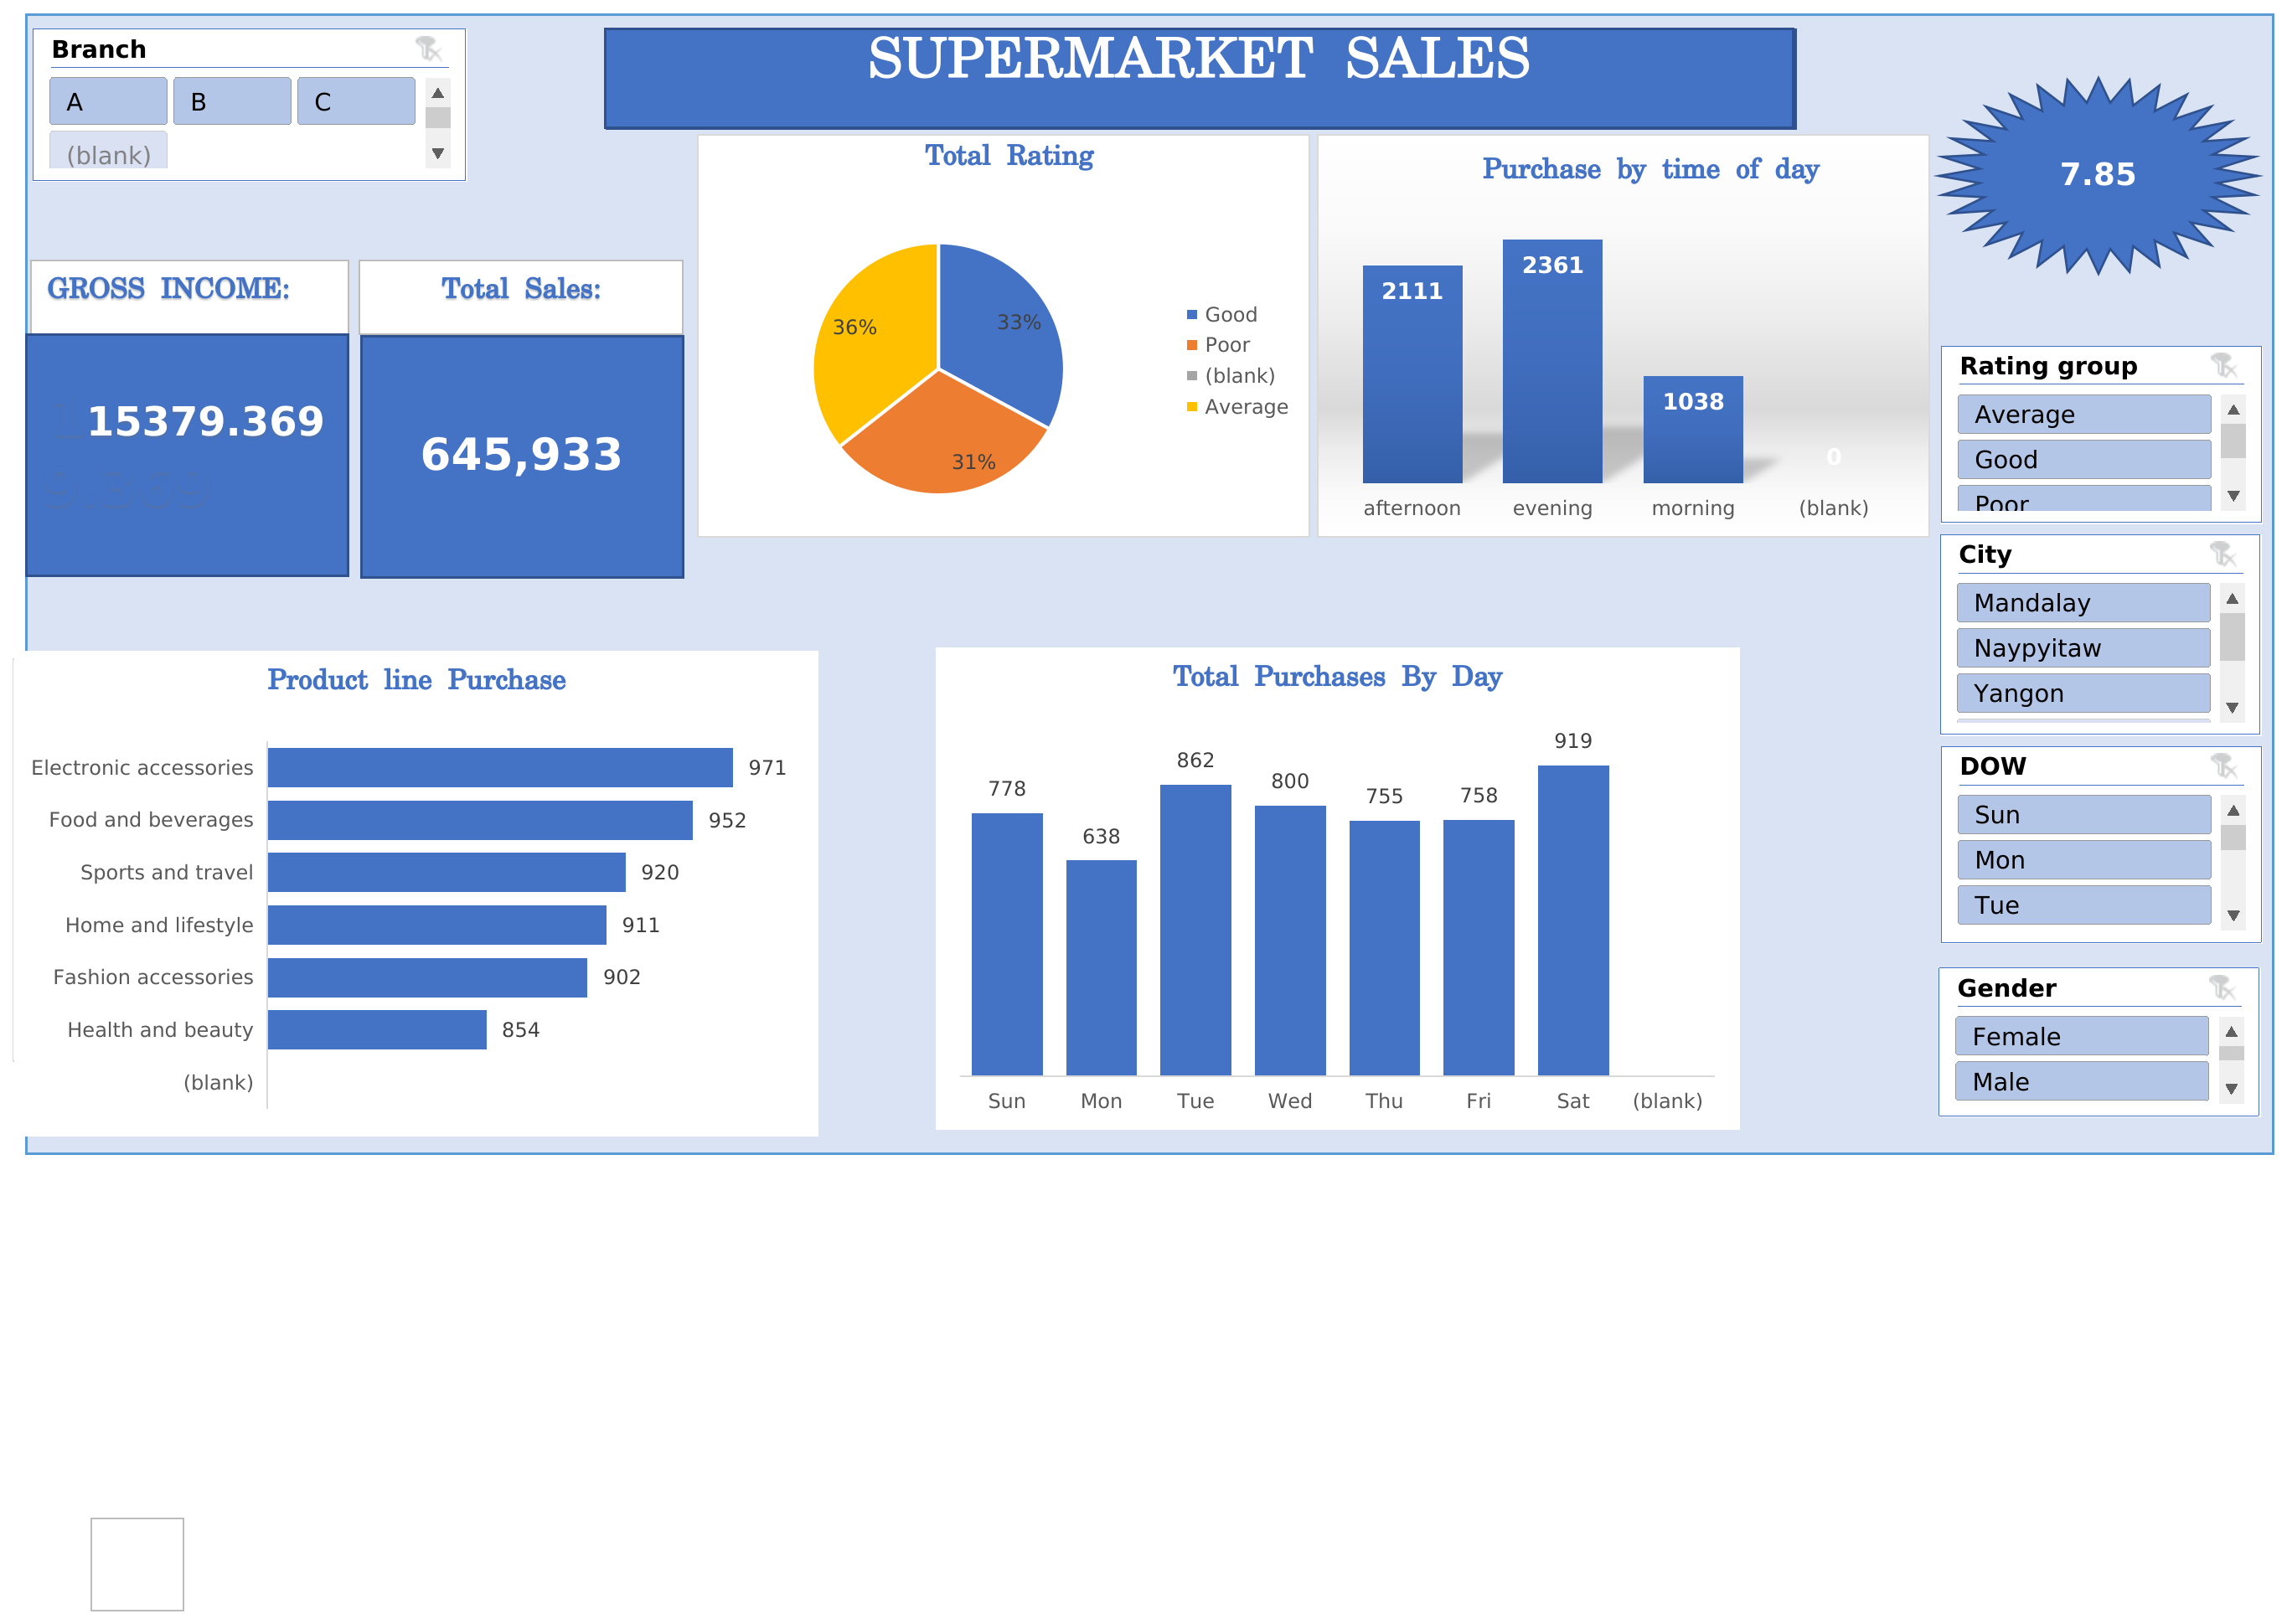 Branch
A
B
C
(blank)
SUPERMARKET SALES
7.85
GROSS INCOME:
15379.369
Total Sales:
645,933
Total Rating
36%
33%
31%
Good
Poor
(blank)
Average
Purchase by time of day
2111
2361
1038
0
afternoon
evening
morning
(blank)
Rating group
Average
Good
Poor
City
Mandalay
Naypyitaw
Yangon
DOW
Sun
Mon
Tue
Gender
Female
Male
Product line Purchase
Electronic accessories 971
Food and beverages 952
Sports and travel 920
Home and lifestyle 911
Fashion accessories 902
Health and beauty 854
(blank)
Total Purchases By Day
778
638
862
800
755
758
919
Sun
Mon
Tue
Wed
Thu
Fri
Sat
(blank)